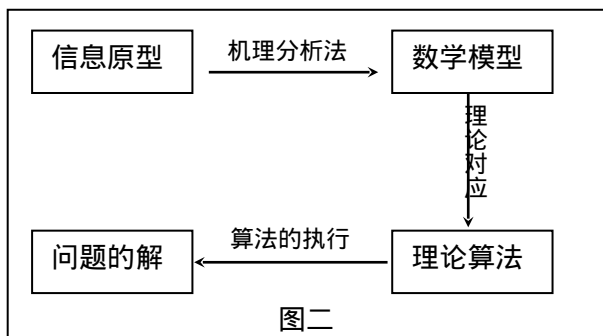 信息原型
机理分析法
数学模型
理论对应
问题的解
算法的执行
理论算法
图二